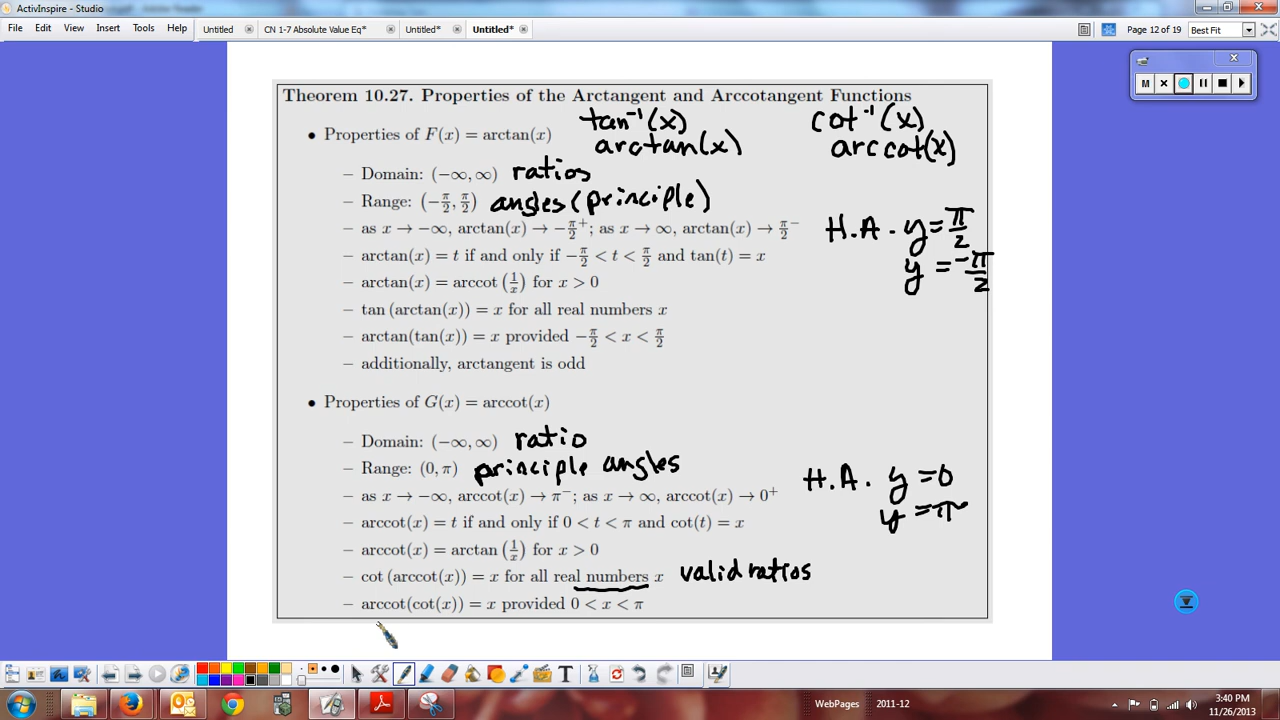 ActivInspire - Studio
File Edit View Insert Tools Help Untitled CN 1-7 Absolute Value Eq* Untitled* Untitled* Page 12 of 19 Best Fit
M
Theorem 10.27. Properties of the Arctangent and Arccotangent Functions
tan⁻¹(x) cot⁻¹(x)
• Properties of F(x) = arctan(x) arctan(x) arccot(x)
– Domain: (−∞, ∞) ratios
– Range: (−π/2, π/2) angles (principle)
– as x → −∞, arctan(x) → −π/2⁺; as x → ∞, arctan(x) → π/2⁻ H.A. y = π/2
– arctan(x) = t if and only if −π/2 < t < π/2 and tan(t) = x y = -π/2
– arctan(x) = arccot (1/x) for x > 0
– tan (arctan(x)) = x for all real numbers x
– arctan(tan(x)) = x provided −π/2 < x < π/2
– additionally, arctangent is odd
• Properties of G(x) = arccot(x)
– Domain: (−∞, ∞) ratio
– Range: (0, π) principle angles
– as x → −∞, arccot(x) → π⁻; as x → ∞, arccot(x) → 0⁺ H.A. y = 0
– arccot(x) = t if and only if 0 < t < π and cot(t) = x y = π
– arccot(x) = arctan (1/x) for x > 0
– cot (arccot(x)) = x for all real numbers x valid ratios
– arccot(cot(x)) = x provided 0 < x < π
T
WebPages 2011-12 3:40 PM
11/26/2013